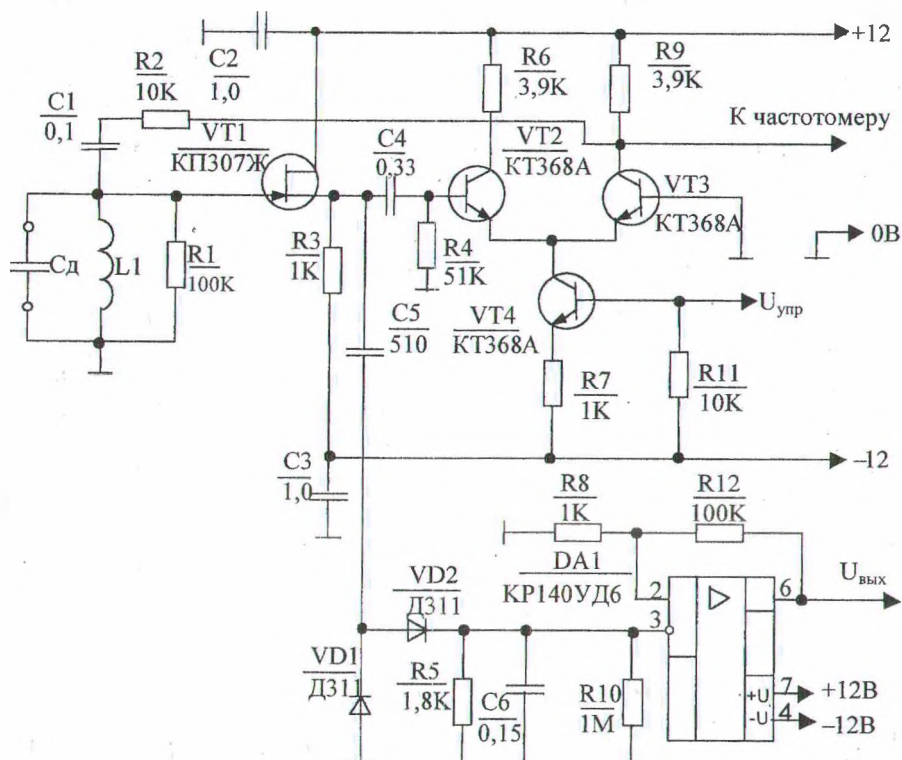 C2
1,0
+12
R2
10K
R6
3,9K
R9
3,9K
C1
0,1
К частотомеру
VT1
КП307Ж
C4
0,33
VT2
КТ368А
VT3
КТ368А
0В
Cд
L1
R1
100K
R3
1K
R4
51K
C5
510
VT4
КТ368А
Uупр
R7
1K
R11
10K
C3
1,0
–12
R8
1K
R12
100K
DA1
КР140УД6
2
6
Uвых
3
VD2
Д311
VD1
Д311
R5
1,8K
C6
0,15
R10
1M
+U
7
+12В
-U
4
–12В